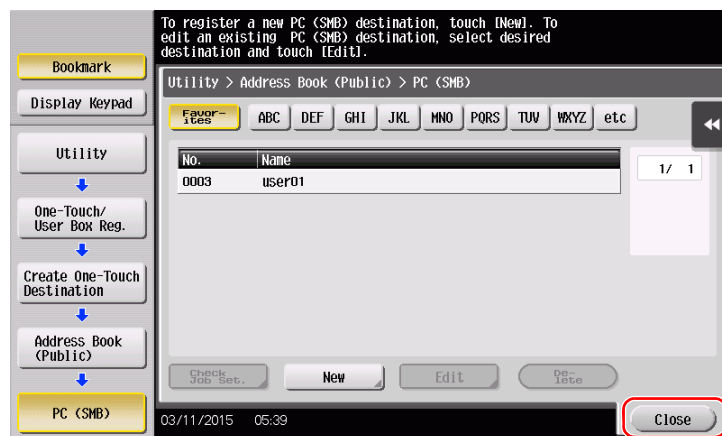 To register a new PC (SMB) destination, touch [New]. To
edit an existing PC (SMB) destination, select desired
destination and touch [Edit].
Bookmark
Display Keypad
Utility
One-Touch/
User Box Reg.
Create One-Touch
Destination
Address Book
(Public)
PC (SMB)
Utility > Address Book (Public) > PC (SMB)
Favor-
ites
ABC
DEF
GHI
JKL
MNO
PQRS
TUV
WXYZ
etc
No. Name
0003 user01
1/ 1
Check
Job Set.
New
Edit
De-
lete
03/11/2015 05:39
Close